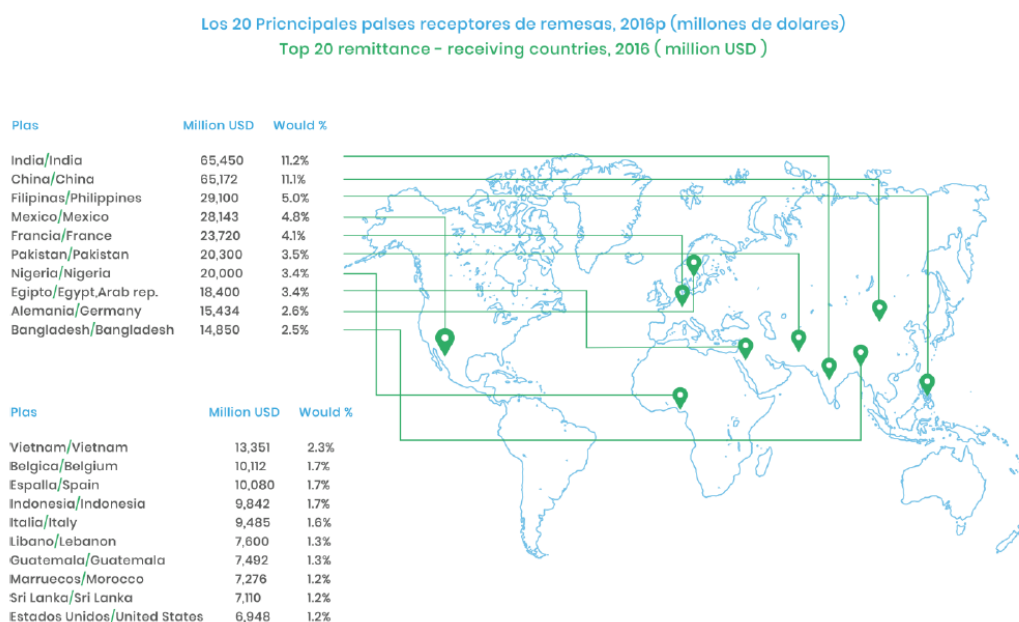 Los 20 Pricncipales palses receptores de remesas, 2016p (millones de dolares)
Top 20 remittance - receiving countries, 2016 ( million USD )
Plas Million USD Would %
India/India 65,450 11.2%
China/China 65,172 11.1%
Filipinas/Philippines 29,100 5.0%
Mexico/Mexico 28,143 4.8%
Francia/France 23,720 4.1%
Pakistan/Pakistan 20,300 3.5%
Nigeria/Nigeria 20,000 3.4%
Egipto/Egypt,Arab rep. 18,400 3.4%
Alemania/Germany 15,434 2.6%
Bangladesh/Bangladesh 14,850 2.5%
Plas Million USD Would %
Vietnam/Vietnam 13,351 2.3%
Belgica/Belgium 10,112 1.7%
Espalla/Spain 10,080 1.7%
Indonesia/Indonesia 9,842 1.7%
Italia/Italy 9,485 1.6%
Libano/Lebanon 7,600 1.3%
Guatemala/Guatemala 7,492 1.3%
Marruecos/Morocco 7,276 1.2%
Sri Lanka/Sri Lanka 7,110 1.2%
Estados Unidos/United States 6,948 1.2%